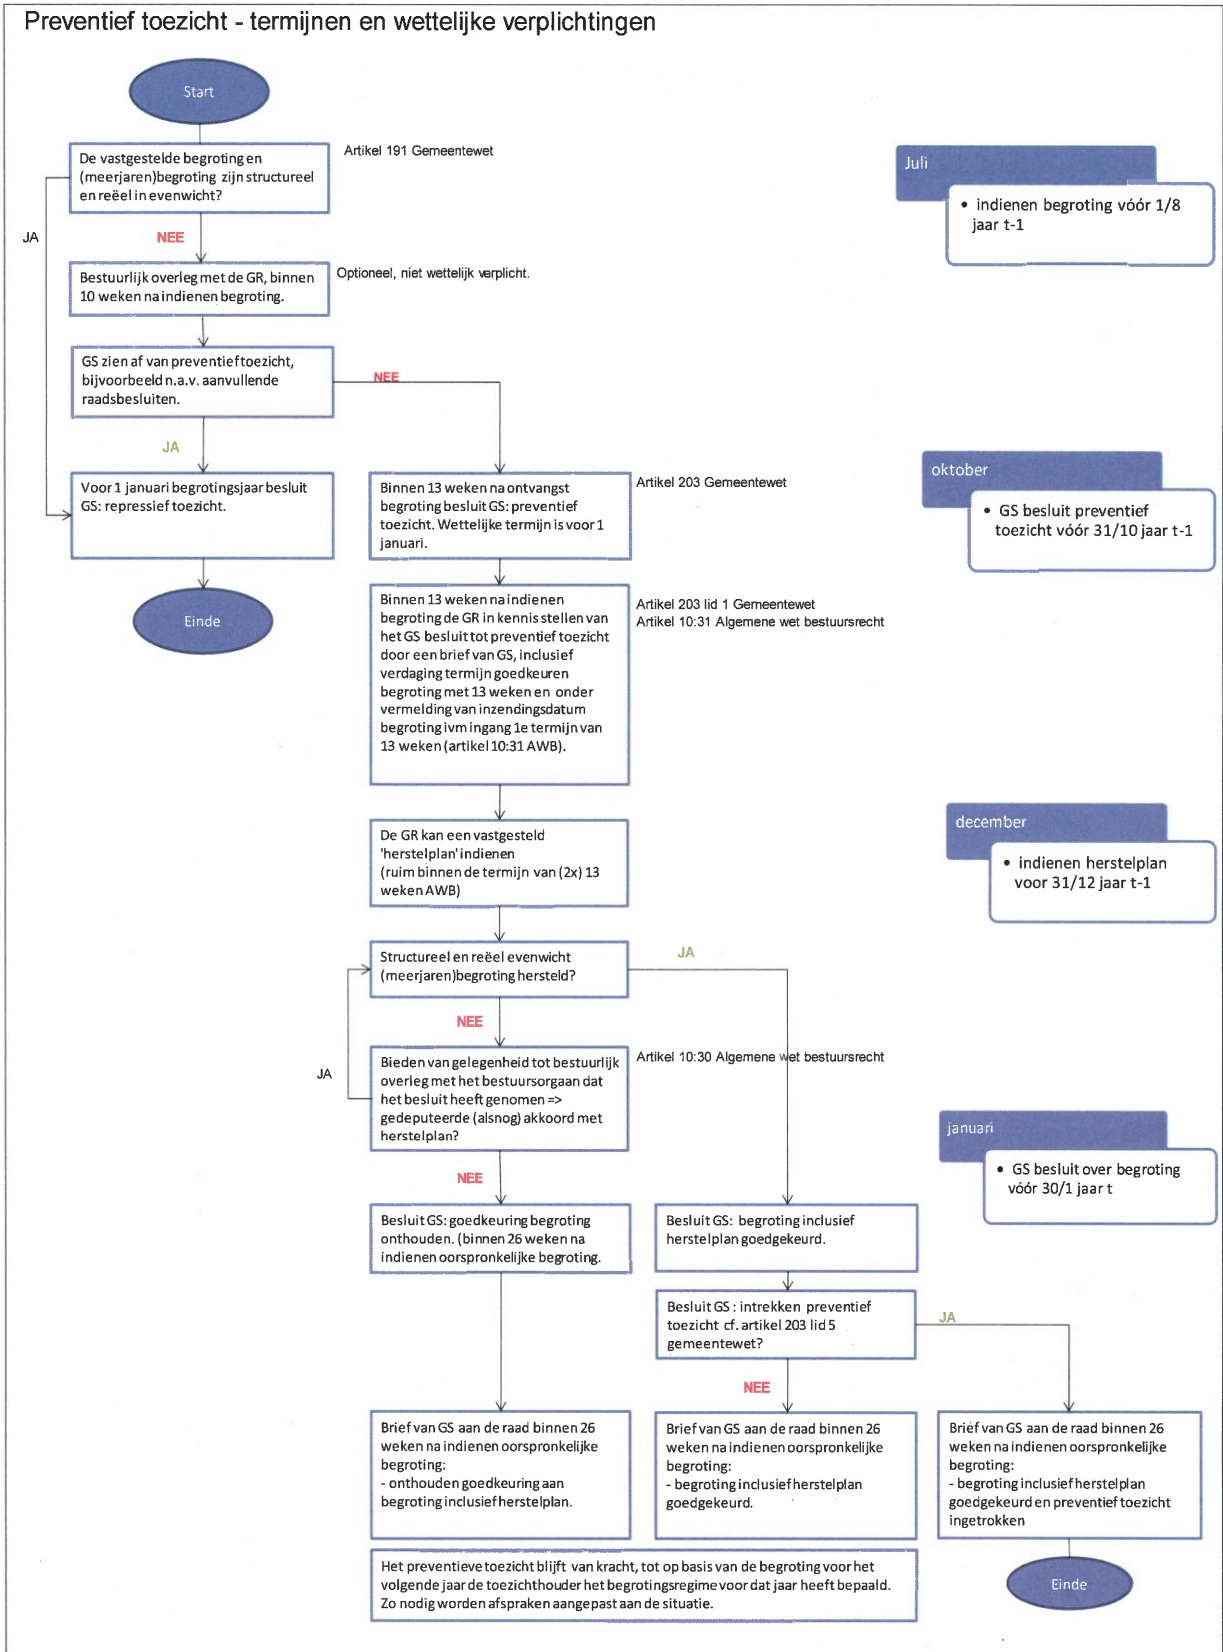 Preventief toezicht - termijnen en wettelijke verplichtingen
Start
De vastgestelde begroting en
(meerjaren)begroting zijn structureel
en reëel in evenwicht?
Artikel 191 Gemeentewet
Juli
• indienen begroting vóór 1/8
jaar t-1
JA
NEE
Bestuurlijk overleg met de GR, binnen
10 weken na indienen begroting.
Optioneel, niet wettelijk verplicht.
GS zien af van preventief toezicht,
bijvoorbeeld n.a.v. aanvullende
raadsbesluiten.
NEE
JA
Voor 1 januari begrotingsjaar besluit
GS: repressief toezicht.
Einde
Binnen 13 weken na ontvangst
begroting besluit GS: preventief
toezicht. Wettelijke termijn is voor 1
januari.
Artikel 203 Gemeentewet
oktober
• GS besluit preventief
toezicht vóór 31/10 jaar t-1
Binnen 13 weken na indienen
begroting de GR in kennis stellen van
het GS besluit tot preventief toezicht
door een brief van GS, inclusief
verdaging termijn goedkeuren
begroting met 13 weken en onder
vermelding van inzendingsdatum
begroting ivm ingang 1e termijn van
13 weken (artikel 10:31 AWB).
Artikel 203 lid 1 Gemeentewet
Artikel 10:31 Algemene wet bestuursrecht
De GR kan een vastgesteld
'herstelplan' indienen
(ruim binnen de termijn van (2x) 13
weken AWB)
december
• indienen herstelplan
voor 31/12 jaar t-1
Structureel en reëel evenwicht
(meerjaren)begroting hersteld?
JA
NEE
Bieden van gelegenheid tot bestuurlijk
overleg met het bestuursorgaan dat
het besluit heeft genomen =>
gedeputeerde (alsnog) akkoord met
herstelplan?
Artikel 10:30 Algemene wet bestuursrecht
JA
januari
• GS besluit over begroting
vóór 30/1 jaar t
NEE
Besluit GS: goedkeuring begroting
onthouden. (binnen 26 weken na
indienen oorspronkelijke begroting.
Besluit GS: begroting inclusief
herstelplan goedgekeurd.
Besluit GS : intrekken preventief
toezicht cf. artikel 203 lid 5
gemeentewet?
JA
NEE
Brief van GS aan de raad binnen 26
weken na indienen oorspronkelijke
begroting:
- onthouden goedkeuring aan
begroting inclusief herstelplan.
Brief van GS aan de raad binnen 26
weken na indienen oorspronkelijke
begroting:
- begroting inclusief herstelplan
goedgekeurd.
Brief van GS aan de raad binnen 26
weken na indienen oorspronkelijke
begroting:
- begroting inclusief herstelplan
goedgekeurd en preventief toezicht
ingetrokken
Het preventieve toezicht blijft van kracht, tot op basis van de begroting voor het
volgende jaar de toezichthouder het begrotingsregime voor dat jaar heeft bepaald.
Zo nodig worden afspraken aangepast aan de situatie.
Einde